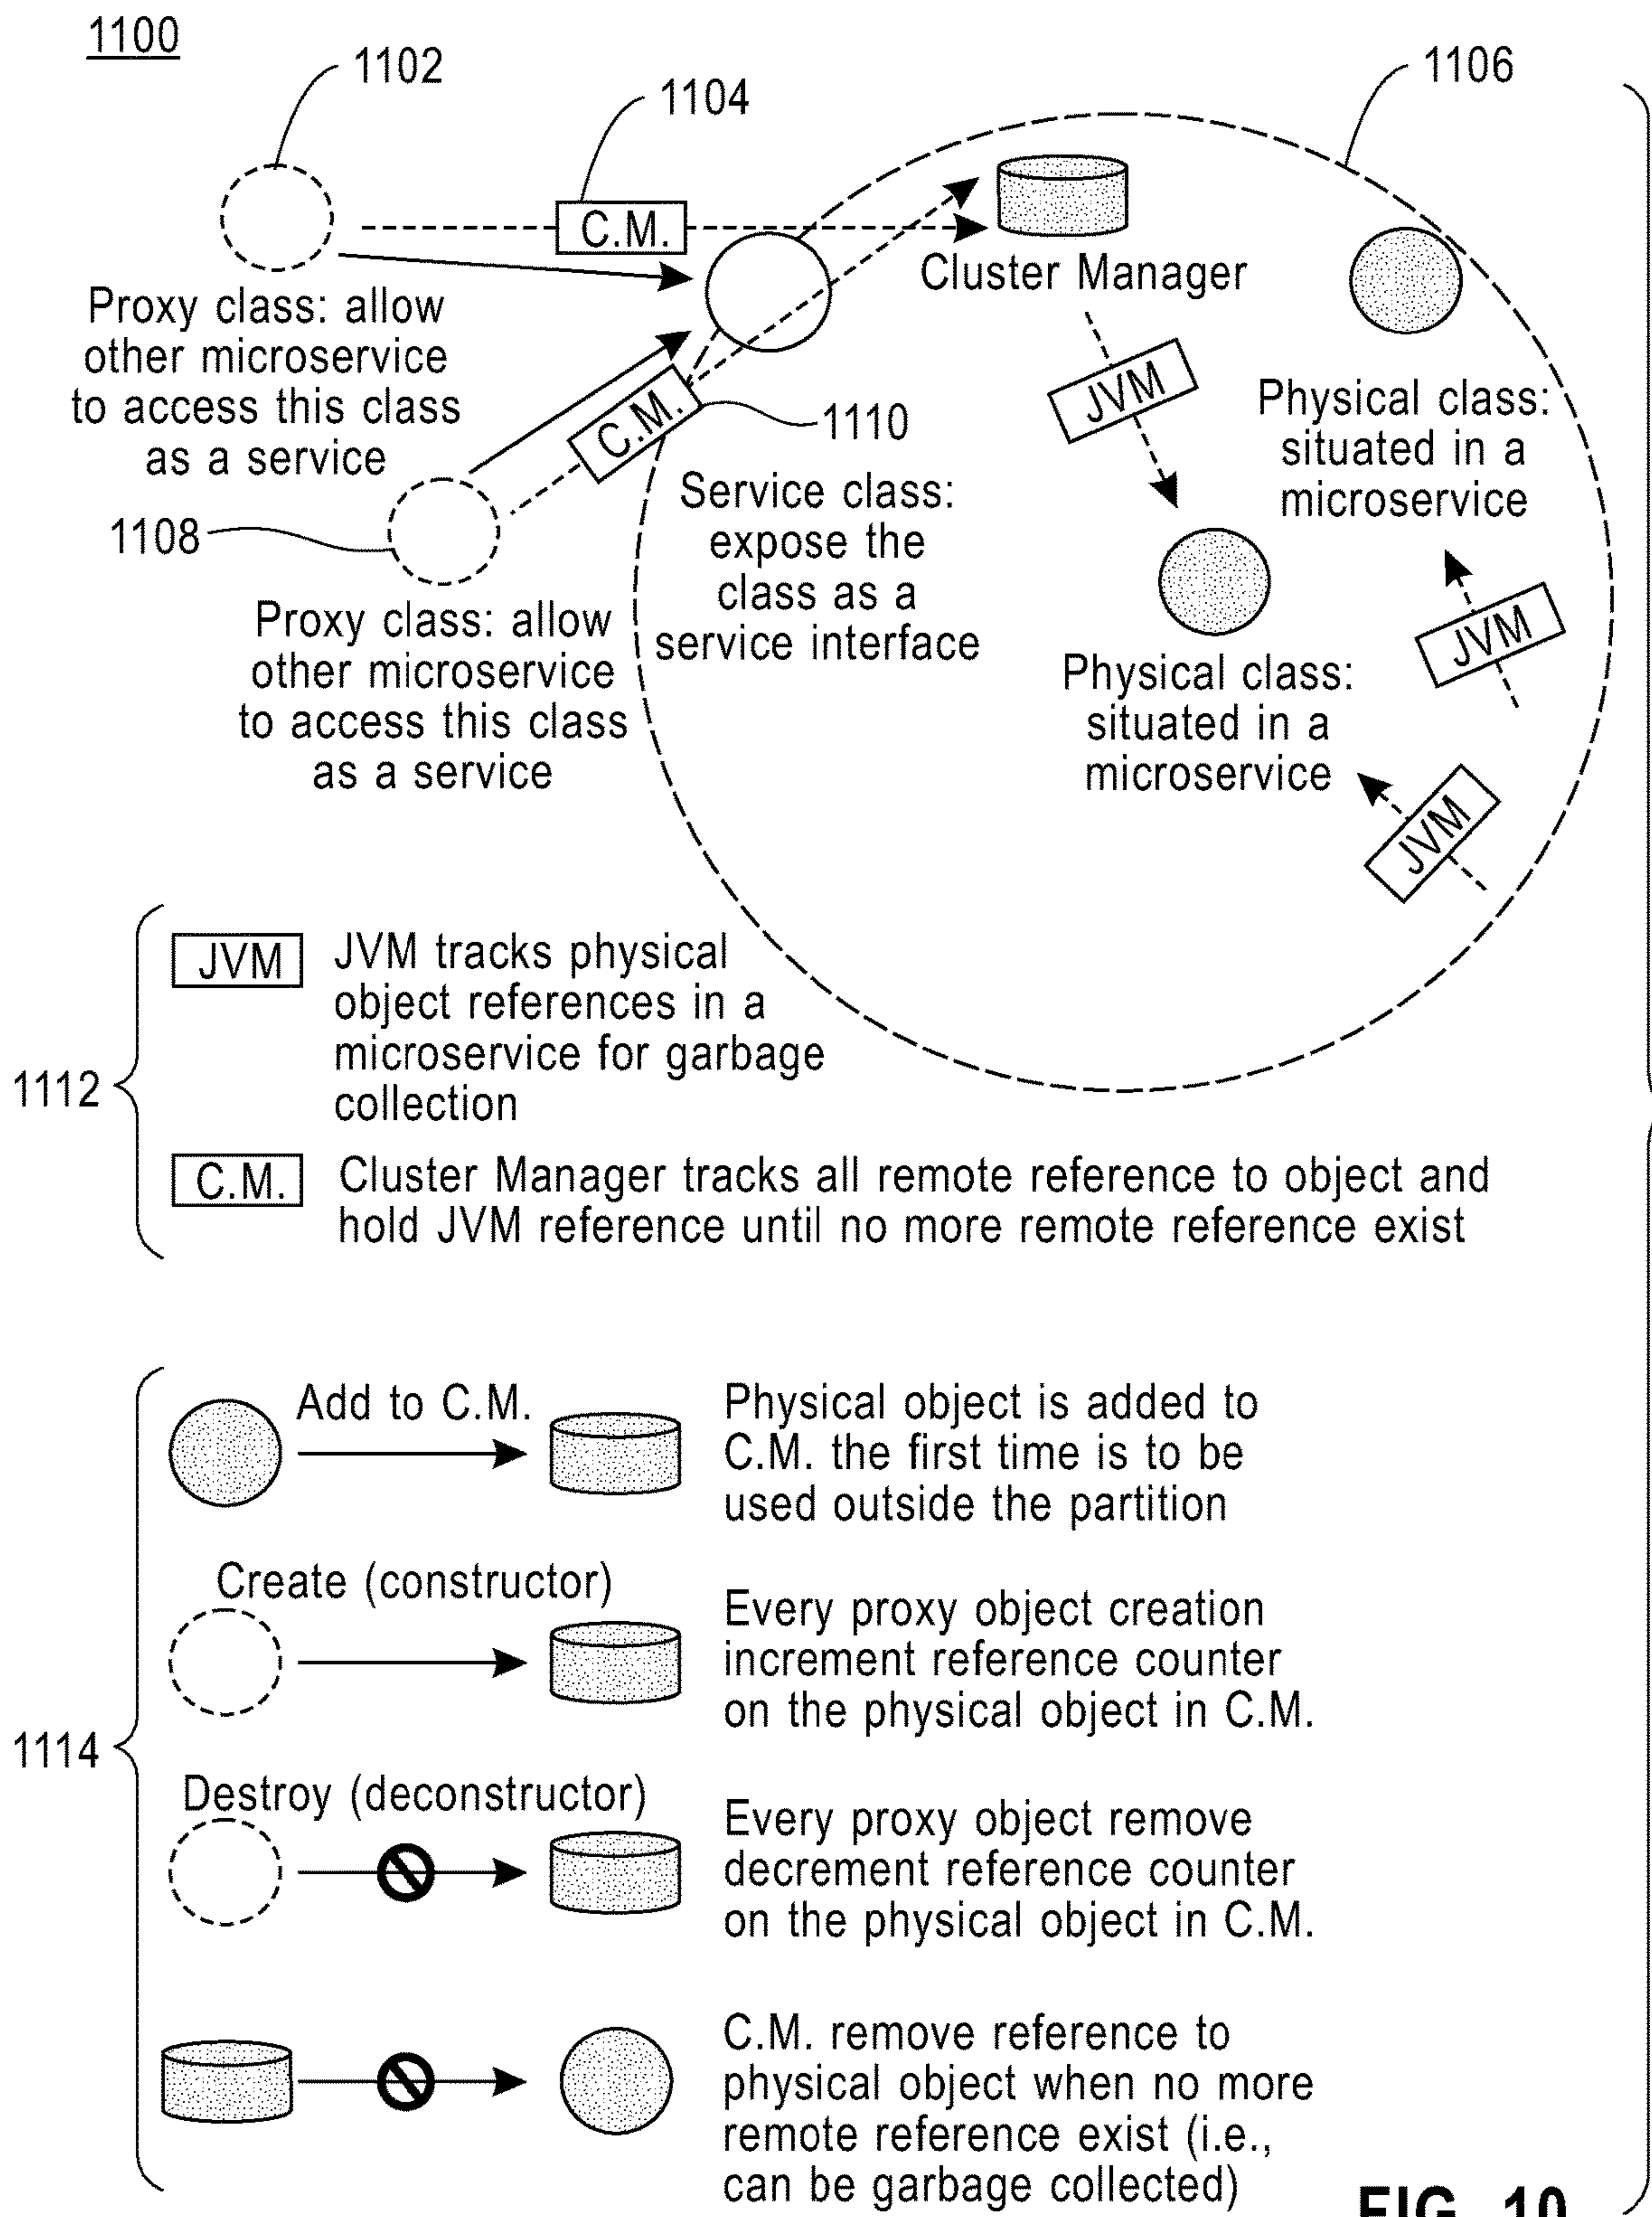 1100
1102
1104
1106
C.M.
Cluster Manager
Proxy class: allow
other microservice
to access this class
as a service
JVM
Physical class:
situated in a
microservice
C.M.
1110
1108
Service class:
expose the
class as a
service interface
Proxy class: allow
other microservice
to access this class
as a service
JVM
Physical class:
situated in a
microservice
JVM
1112
JVM
JVM tracks physical
object references in a
microservice for garbage
collection
C.M.
Cluster Manager tracks all remote reference to object and
hold JVM reference until no more remote reference exist
1114
Add to C.M.
Physical object is added to
C.M. the first time is to be
used outside the partition
Create (constructor)
Every proxy object creation
increment reference counter
on the physical object in C.M.
Destroy (deconstructor)
Every proxy object remove
decrement reference counter
on the physical object in C.M.
C.M. remove reference to
physical object when no more
remote reference exist (i.e.,
can be garbage collected)
FIG. 10